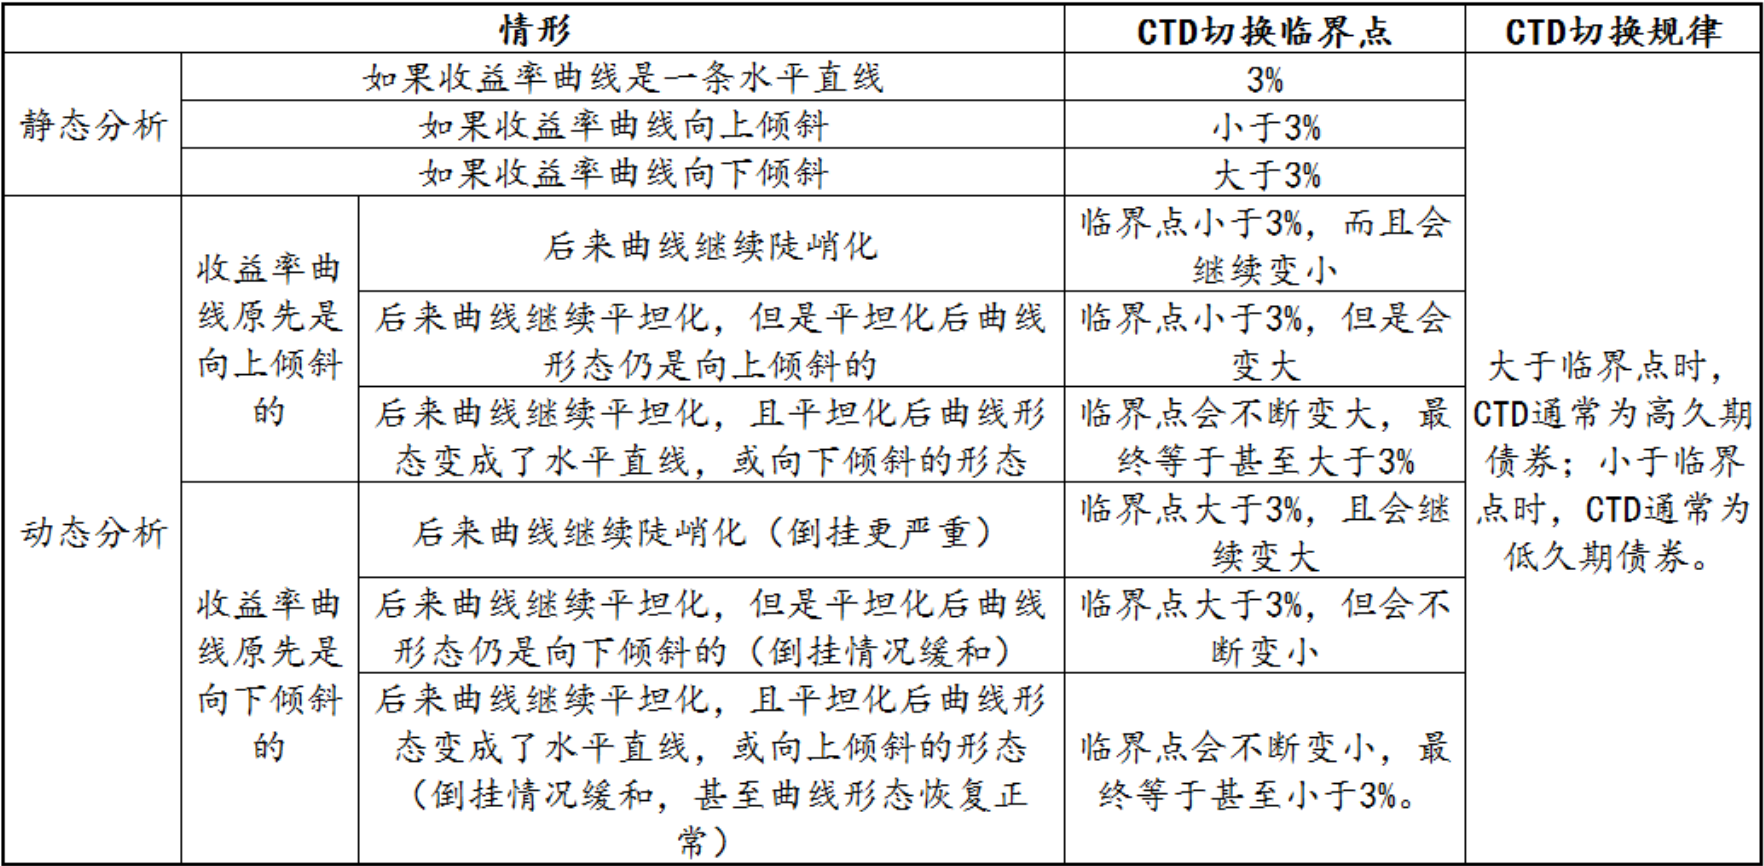 情形
CTD切换临界点
CTD切换规律
静态分析
如果收益率曲线是一条水平直线
3%
如果收益率曲线向上倾斜
小于3%
如果收益率曲线向下倾斜
大于3%
动态分析
收益率曲
线原先是
向上倾斜
的
后来曲线继续陡峭化
临界点小于3%，而且会
继续变小
后来曲线继续平坦化，但是平坦化后曲线
形态仍是向上倾斜的
临界点小于3%，但是会
变大
后来曲线继续平坦化，且平坦化后曲线形
态变成了水平直线，或向下倾斜的形态
临界点会不断变大，最
终等于甚至大于3%
收益率曲
线原先是
向下倾斜
的
后来曲线继续陡峭化（倒挂更严重）
临界点大于3%，且会继
续变大
后来曲线继续平坦化，但是平坦化后曲线
形态仍是向下倾斜的（倒挂情况缓和）
临界点大于3%，但会不
断变小
后来曲线继续平坦化，且平坦化后曲线形
态变成了水平直线，或向上倾斜的形态
（倒挂情况缓和，甚至曲线形态恢复正
常）
临界点会不断变小，最
终等于甚至小于3%。
大于临界点时，
CTD通常为高久期
债券；小于临界
点时，CTD通常为
低久期债券。